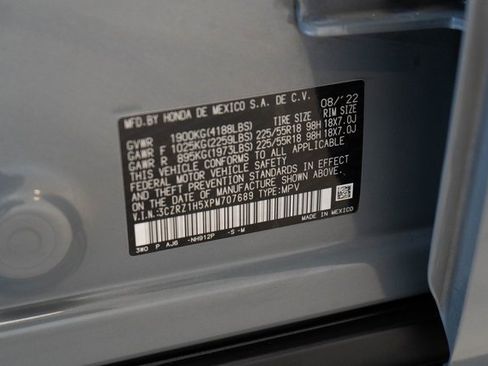 MFD. BY HONDA DE MEXICO S.A. DE C.V. 08/'22
TIRE SIZE RIM SIZE
GVWR 1900KG(4188LBS)
GAWR F 1025KG(2259LBS) 225/55R18 98H 18X7.0J
GAWR R 895KG(1973LBS) 225/55R18 98H 18X7.0J
THIS VEHICLE CONFORMS TO ALL APPLICABLE
FEDERAL MOTOR VEHICLE SAFETY
STANDARDS IN EFFECT ON THE DATE OF
MANUFACTURE SHOWN ABOVE.
V.I.N.:3CZRZ1H5XPM707689 TYPE:MPV
3W0 P AJ6 -NH912P -S -M MADE IN MEXICO